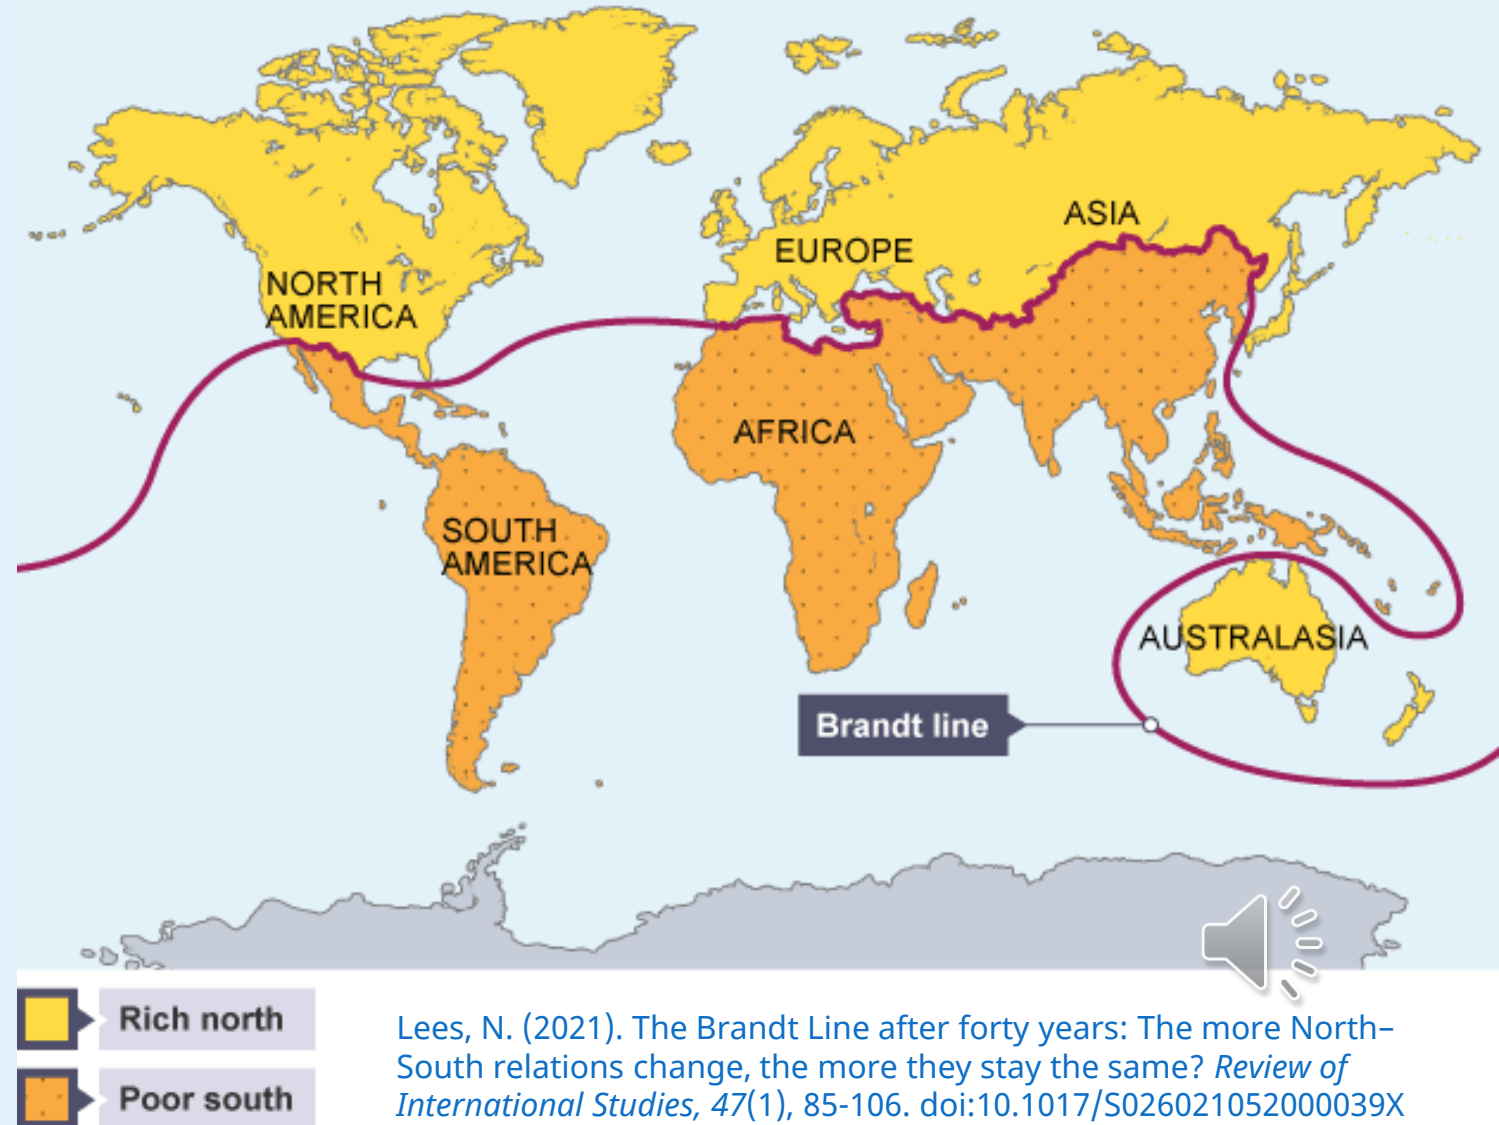 ASIA
EUROPE
NORTH
AMERICA
AFRICA
SOUTH
AMERICA
AUSTRALASIA
Brandt line
Rich north
Poor south
Lees, N. (2021). The Brandt Line after forty years: The more North–
South relations change, the more they stay the same? Review of
International Studies, 47(1), 85-106. doi:10.1017/S026021052000039X